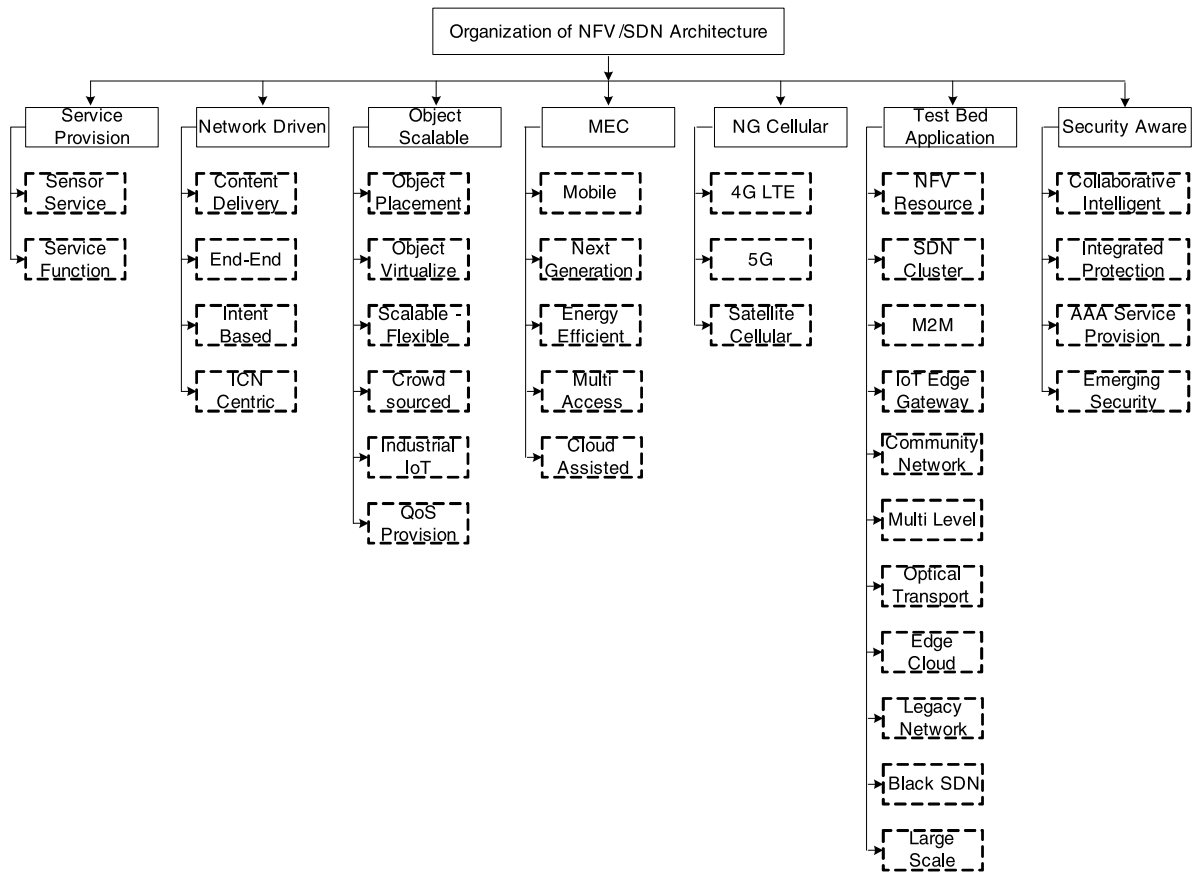 Organization of NFV/SDN Architecture
Service
Provision
Sensor
Service
Service
Function
Network Driven
Content
Delivery
End-End
Intent
Based
ICN
Centric
Object
Scalable
Object
Placement
Object
Virtualize
Scalable -
Flexible
Crowd
sourced
Industrial
IoT
QoS
Provision
MEC
Mobile
Next
Generation
Energy
Efficient
Multi
Access
Cloud
Assisted
NG Cellular
4G LTE
5G
Satellite
Cellular
Test Bed
Application
NFV
Resource
SDN
Cluster
M2M
IoT Edge
Gateway
Community
Network
Multi Level
Optical
Transport
Edge
Cloud
Legacy
Network
Black SDN
Large
Scale
Security Aware
Collaborative
Intelligent
Integrated
Protection
AAA Service
Provision
Emerging
Security